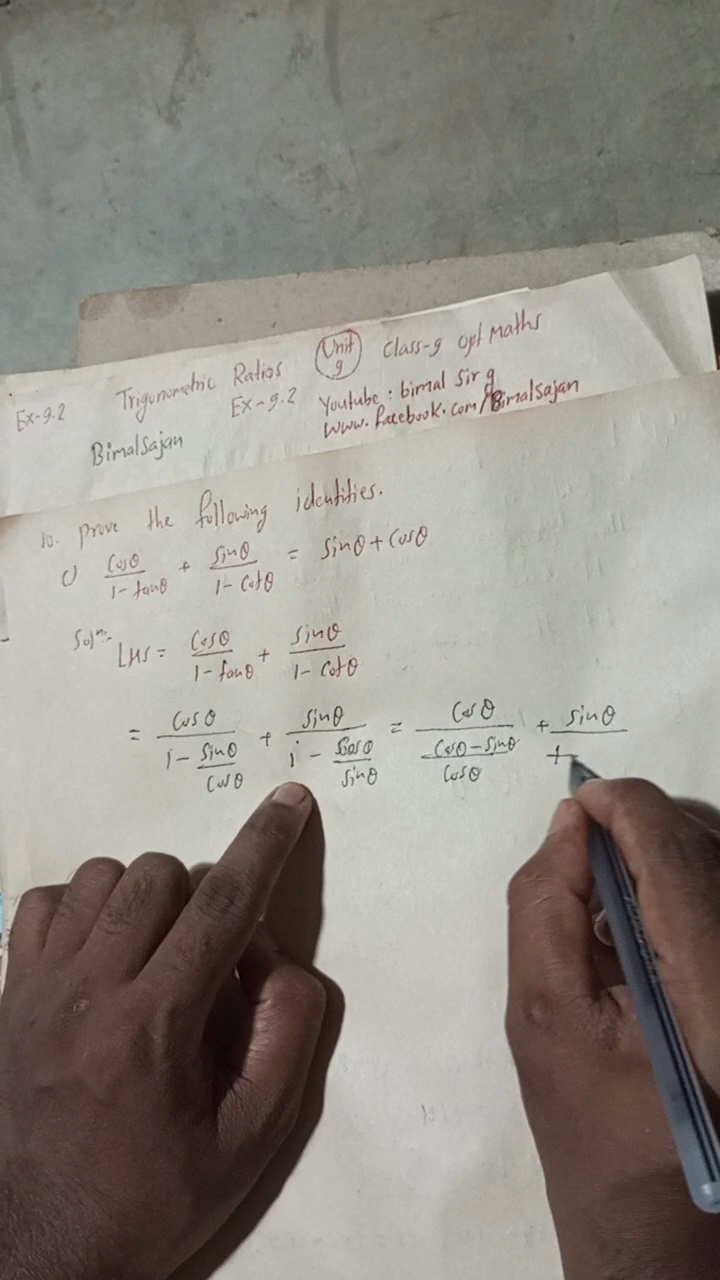 Ex-9.2 Trigonometric Ratios Ex-9.2 Unit 9 Class-9 opt Maths
Bimalsajan Youtube : bimal sir g
www.facebook.com/Bimalsajan
10. prove the following identities.
c) Cosθ/1-tanθ + Sinθ/1-Cotθ = Sinθ+Cosθ
Solⁿ:- LHS = Cosθ/1-tanθ + Sinθ/1-Cotθ
= Cosθ/(1-Sinθ/Cosθ) + Sinθ/(1-Cosθ/Sinθ) = Cosθ/((Cosθ-Sinθ)/Cosθ) + Sinθ